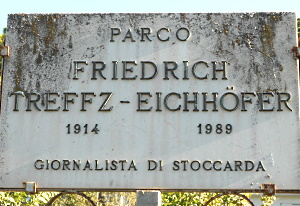 PARCO
FRIEDRICH
TREFFZ-EICHHÖFER
1914 1989
GIORNALISTA DI STOCCARDA